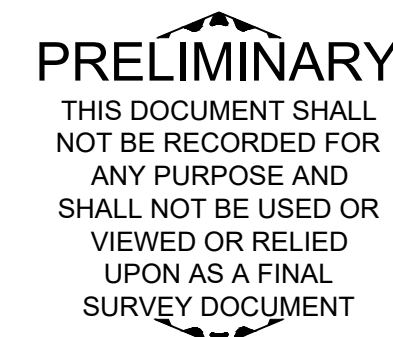 PRELIMINARY
THIS DOCUMENT SHALL
NOT BE RECORDED FOR
ANY PURPOSE AND
SHALL NOT BE USED OR
VIEWED OR RELIED
UPON AS A FINAL
SURVEY DOCUMENT